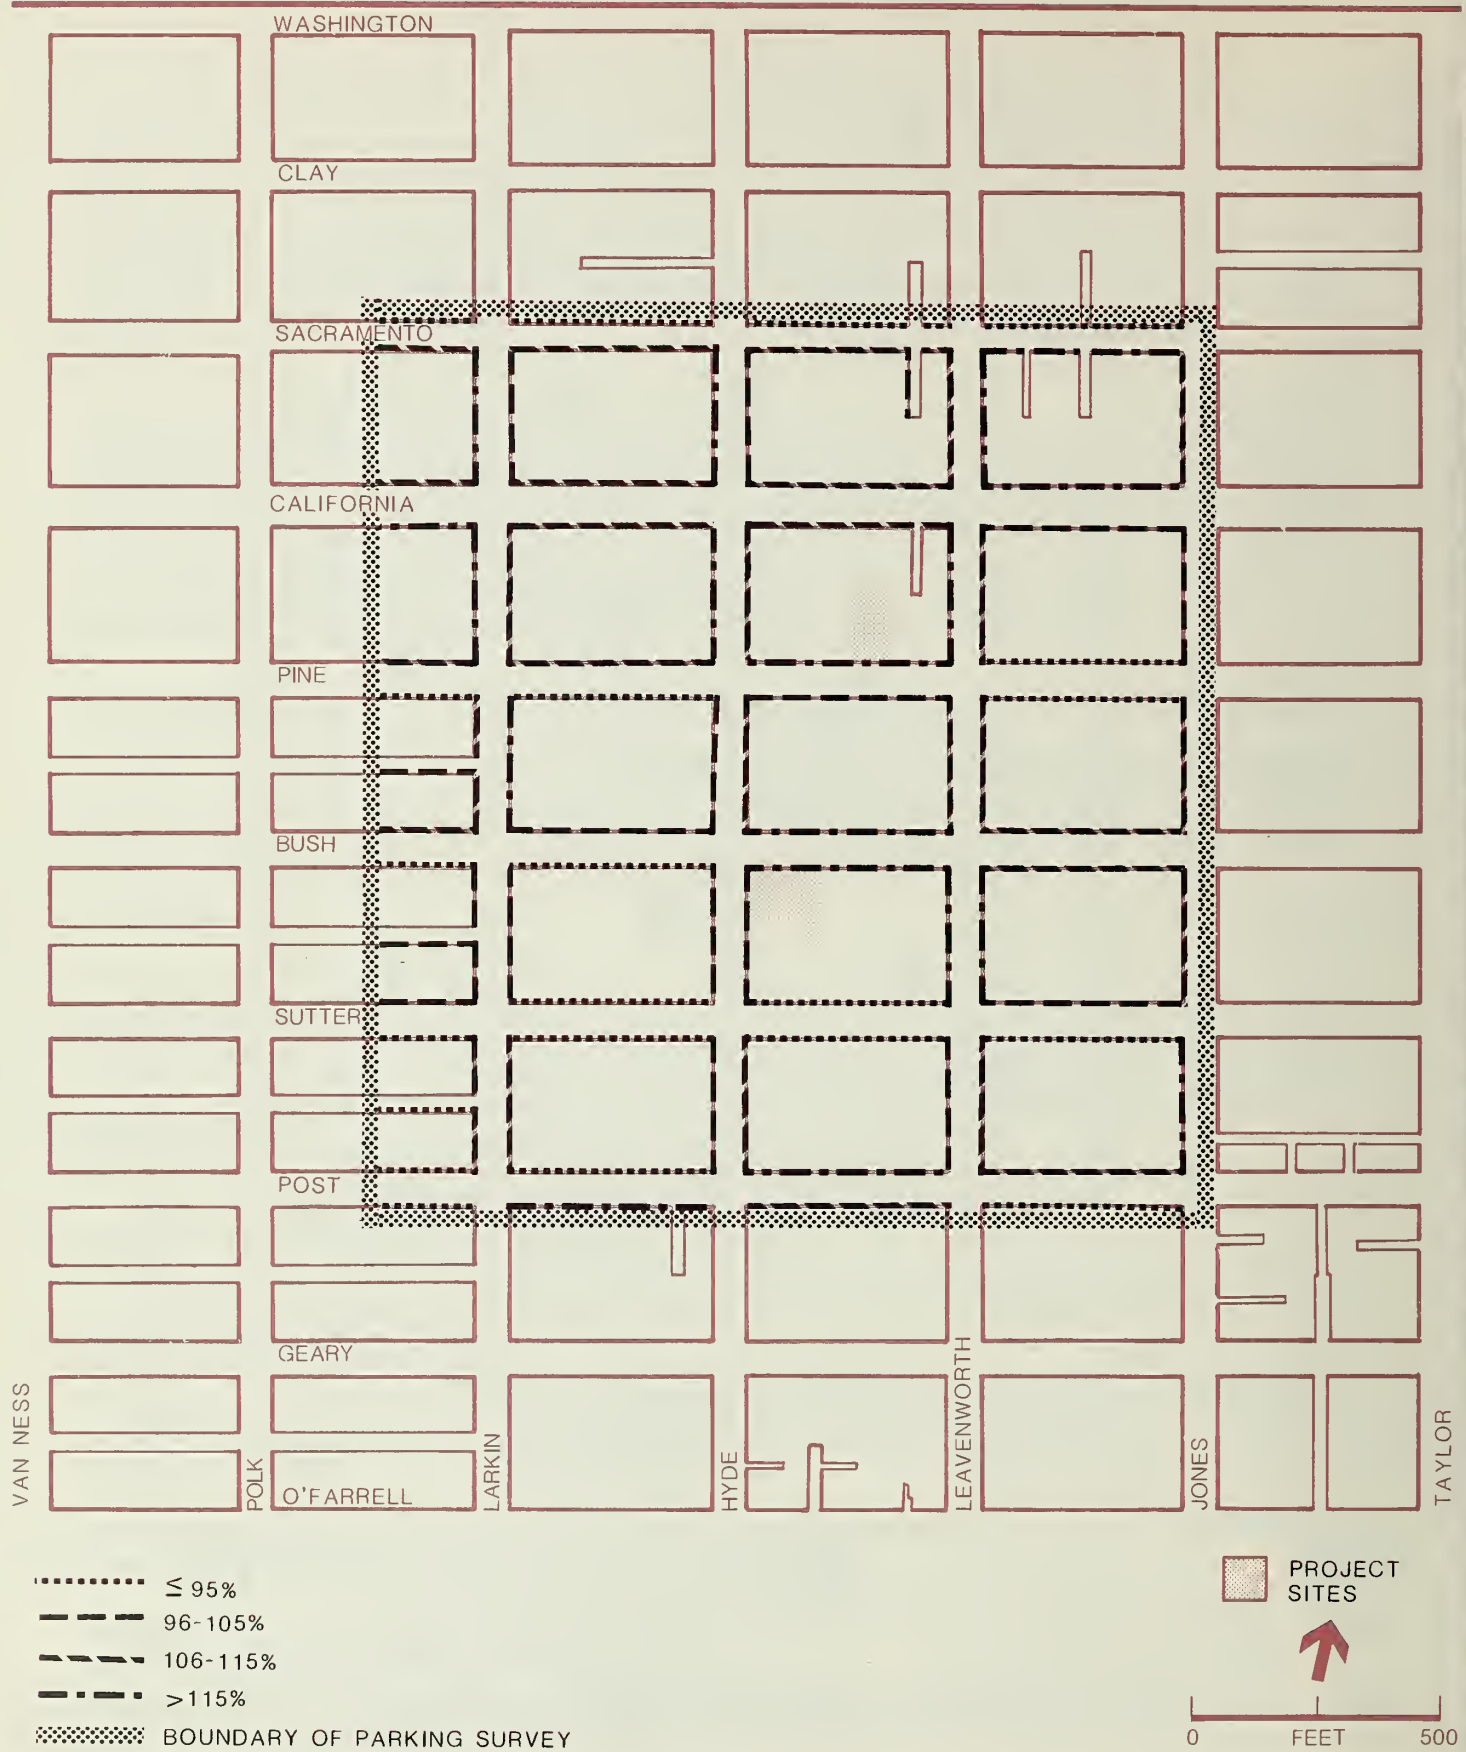 WASHINGTON
CLAY
SACRAMENTO
CALIFORNIA
PINE
BUSH
SUTTER
POST
GEARY
VAN NESS
POLK
O'FARRELL
LARKIN
HYDE
LEAVENWORTH
JONES
TAYLOR
≤ 95%
96-105%
106-115%
>115%
BOUNDARY OF PARKING SURVEY
PROJECT
SITES
0 FEET 500